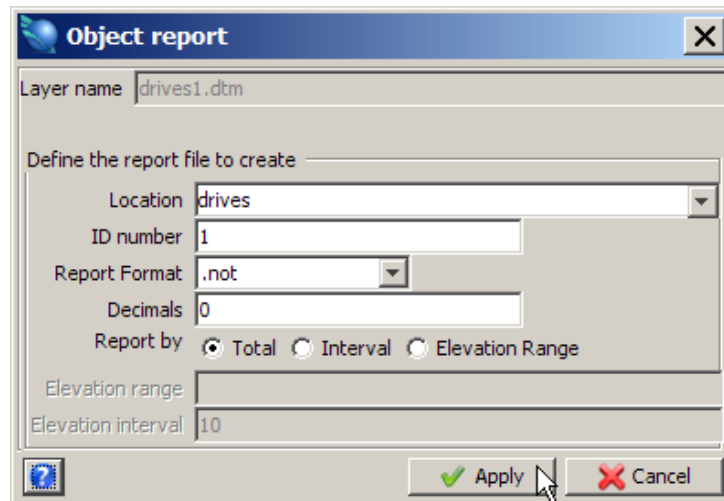 Object report
Layer name drives1.dtm
Define the report file to create
Location drives
ID number 1
Report Format .not
Decimals 0
Report by Total Interval Elevation Range
Elevation range
Elevation interval 10
? Apply Cancel